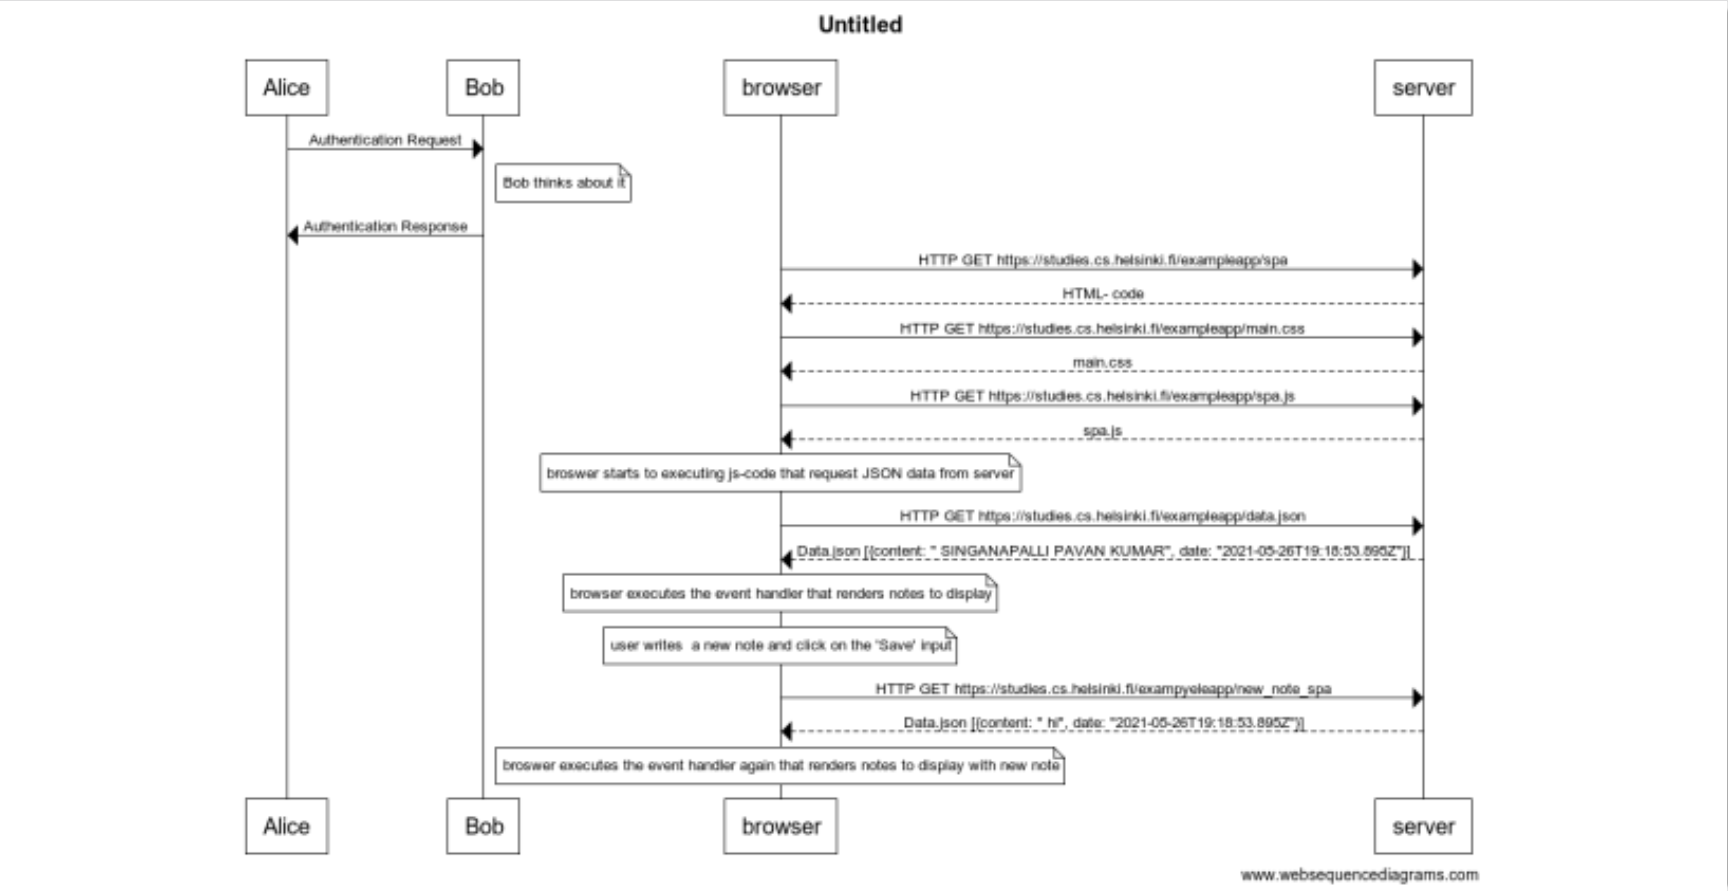 Untitled
Alice
Bob
browser
server
Authentication Request
Bob thinks about it
Authentication Response
HTTP GET https://studies.cs.helsinki.fi/exampleapp/spa
HTML- code
HTTP GET https://studies.cs.helsinki.fi/exampleapp/main.css
main.css
HTTP GET https://studies.cs.helsinki.fi/exampleapp/spa.js
spa.js
broswer starts to executing js-code that request JSON data from server
HTTP GET https://studies.cs.helsinki.fi/exampleapp/data.json
Data.json [{content: " SINGANAPALLI PAVAN KUMAR", date: "2021-05-26T19:18:53.895Z"}]
browser executes the event handler that renders notes to display
user writes  a new note and click on the 'Save' input
HTTP GET https://studies.cs.helsinki.fi/exampyeleapp/new_note_spa
Data.json [{content: " hi", date: "2021-05-26T19:18:53.895Z"}]
broswer executes the event handler again that renders notes to display with new note
Alice
Bob
browser
server
www.websequencediagrams.com